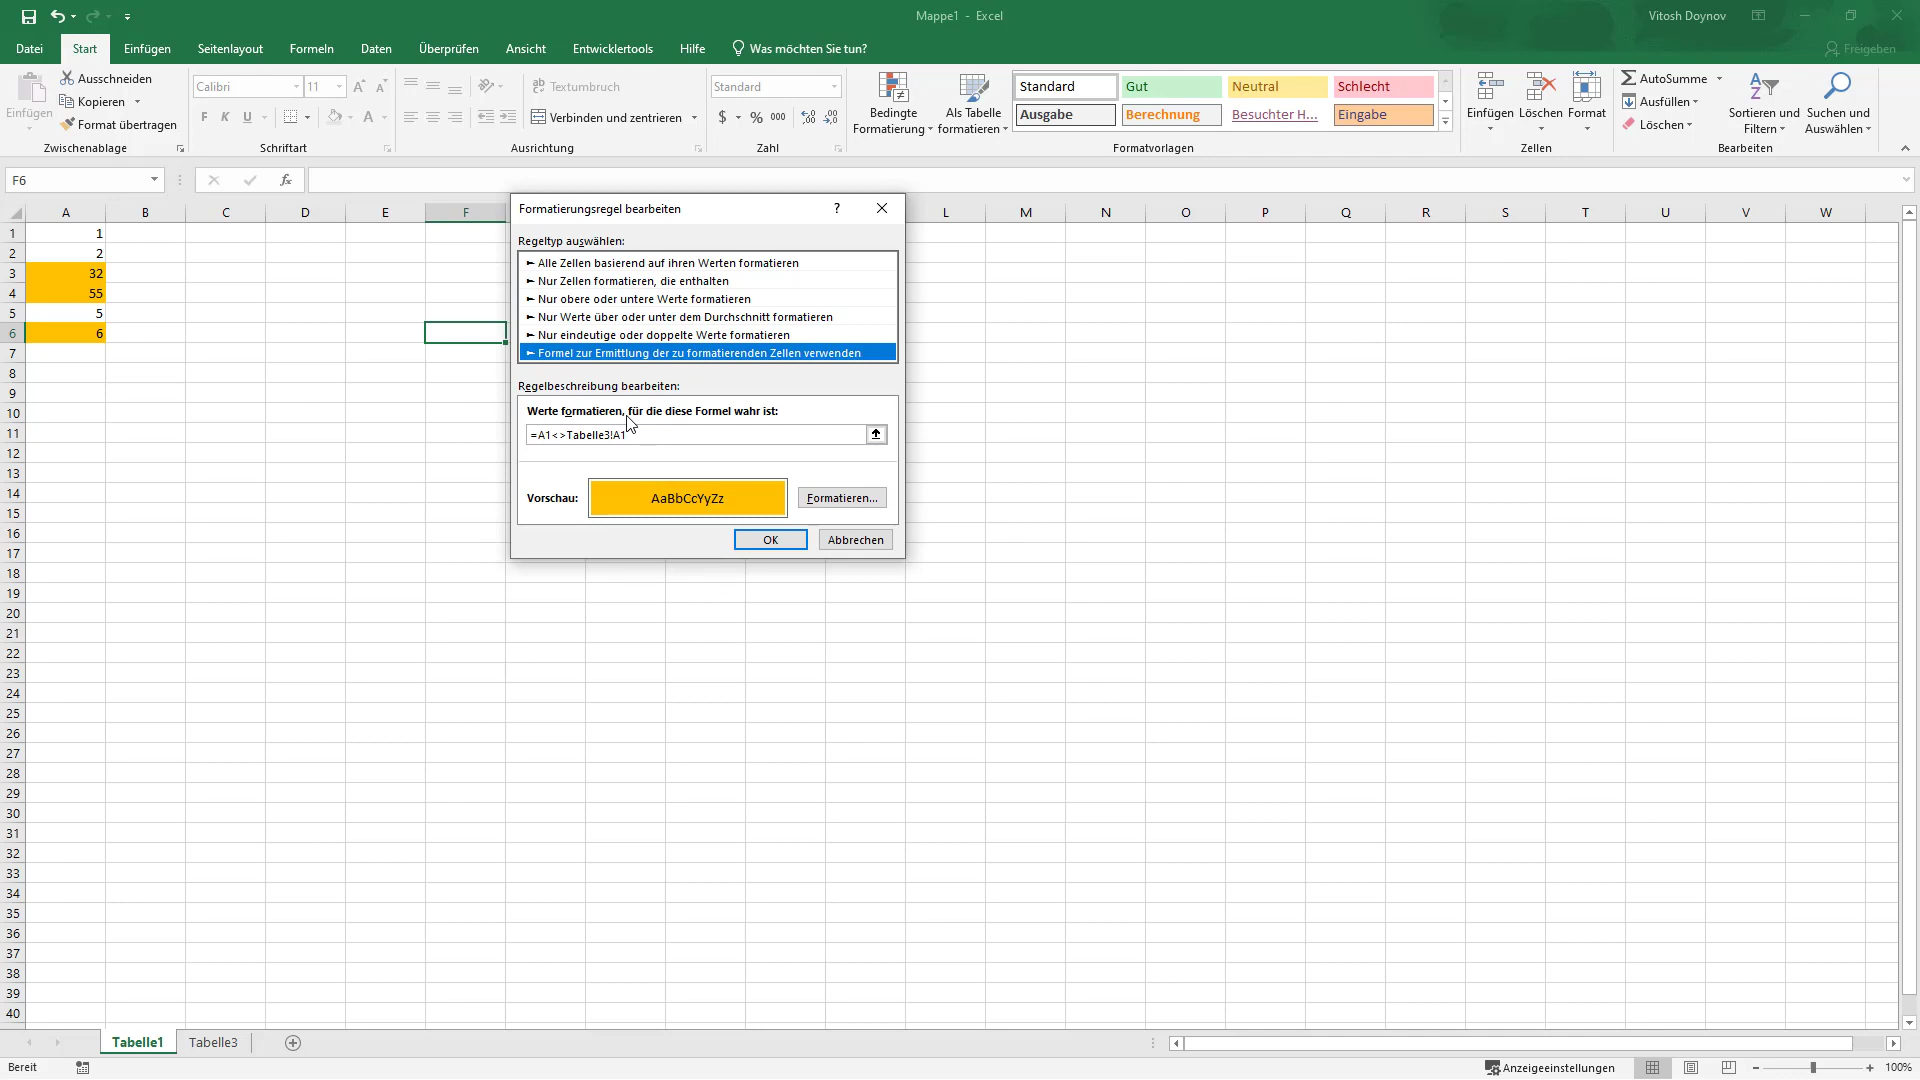 Mappe1 - Excel
Vitosh Doynov
Datei Start Einfügen Seitenlayout Formeln Daten Überprüfen Ansicht Entwicklertools Hilfe Was möchten Sie tun? Freigeben
Einfügen
Ausschneiden
Kopieren
Format übertragen
Zwischenablage
Calibri 11
F K U
Schriftart
Textumbruch
Verbinden und zentrieren
Ausrichtung
Standard
$ % 000
Zahl
Bedingte Formatierung
Als Tabelle formatieren
Standard Gut Neutral Schlecht
Ausgabe Berechnung Besuchter H... Eingabe
Formatvorlagen
Einfügen Löschen Format
Zellen
AutoSumme
Ausfüllen
Löschen
Sortieren und Filtern
Suchen und Auswählen
Bearbeiten
F6
fx
A B C D E F L M N O P Q R S T U V W
1 1
2 2
3 32
4 55
5 5
6 6
7
8
9
10
11
12
13
14
15
16
17
18
19
20
21
22
23
24
25
26
27
28
29
30
31
32
33
34
35
36
37
38
39
40
Formatierungsregel bearbeiten ?
Regeltyp auswählen:
► Alle Zellen basierend auf ihren Werten formatieren
► Nur Zellen formatieren, die enthalten
► Nur obere oder untere Werte formatieren
► Nur Werte über oder unter dem Durchschnitt formatieren
► Nur eindeutige oder doppelte Werte formatieren
► Formel zur Ermittlung der zu formatierenden Zellen verwenden
Regelbeschreibung bearbeiten:
Werte formatieren, für die diese Formel wahr ist:
=A1<>Tabelle3!A1
Vorschau: AaBbCcYyZz Formatieren...
OK Abbrechen
Tabelle1 Tabelle3
Bereit
Anzeigeeinstellungen
100%